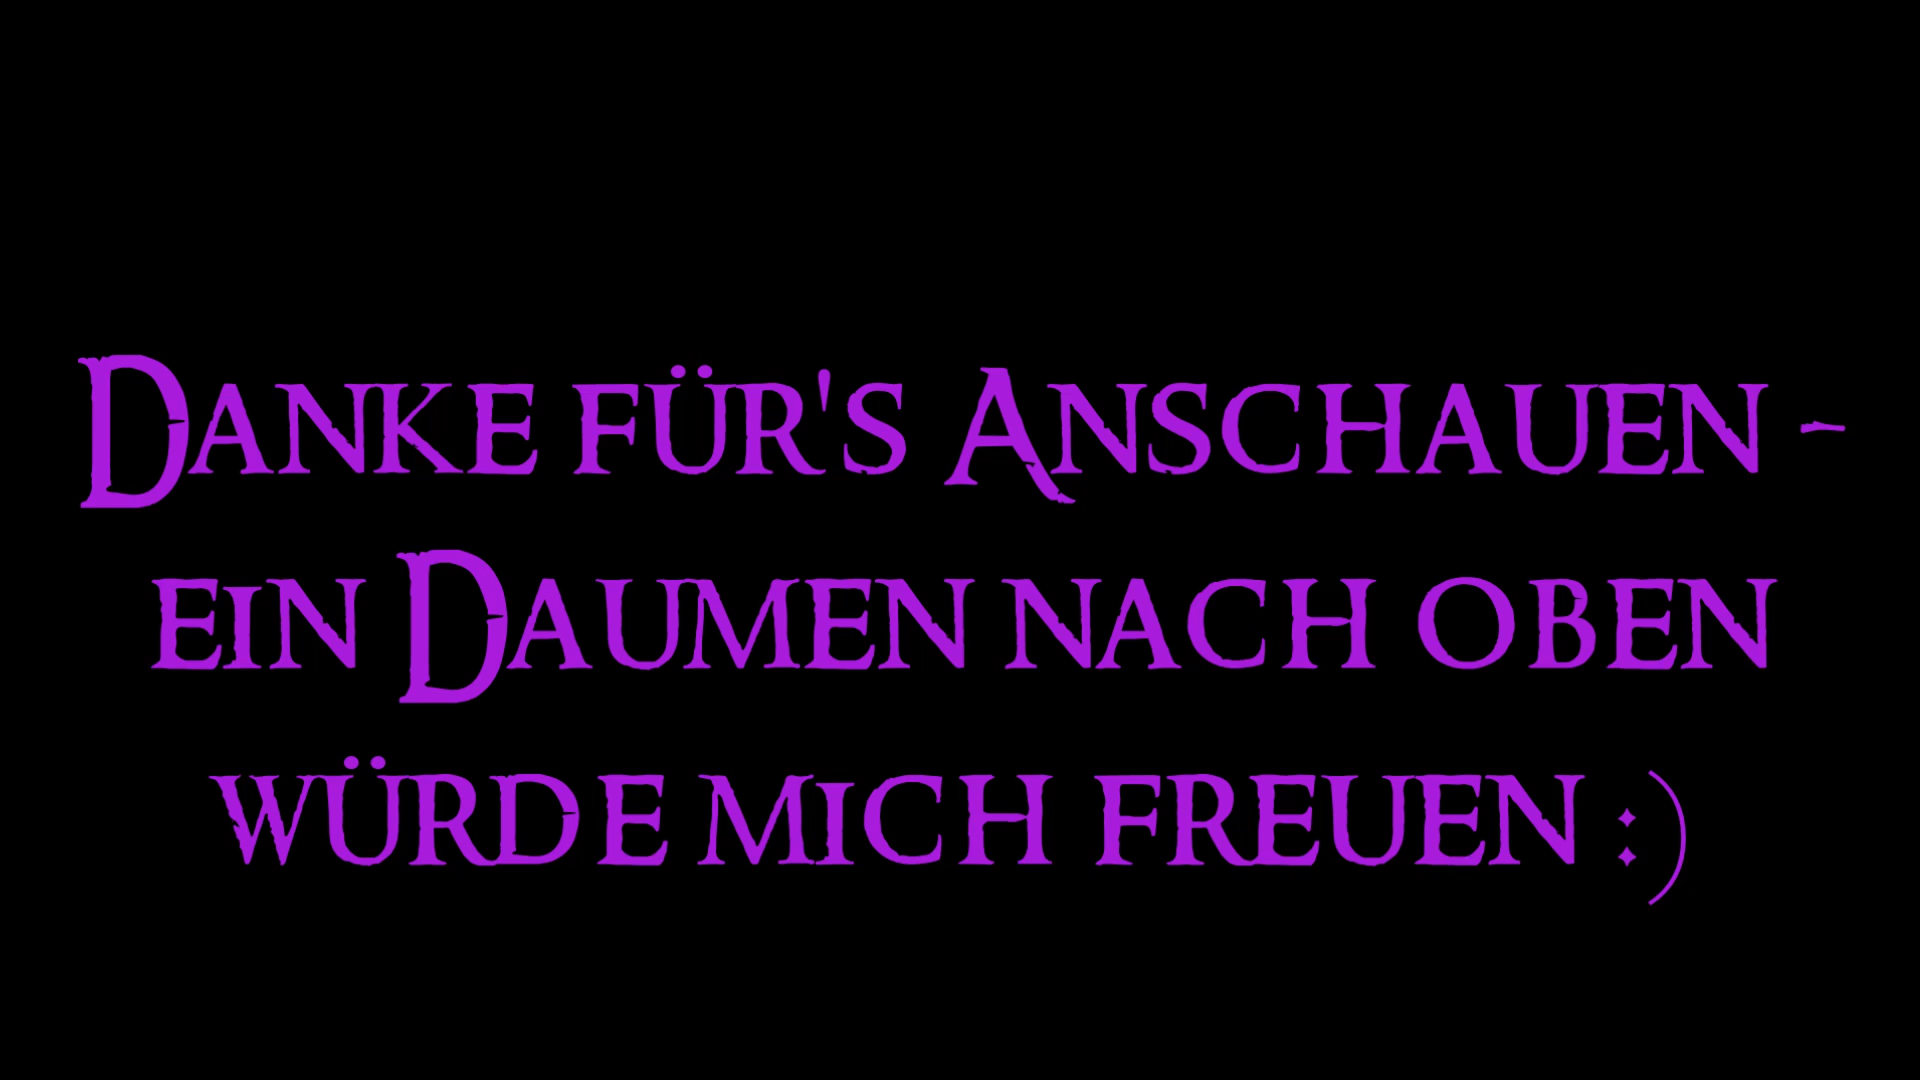 Danke für's Anschauen -
ein Daumen nach oben
würde mich freuen :)